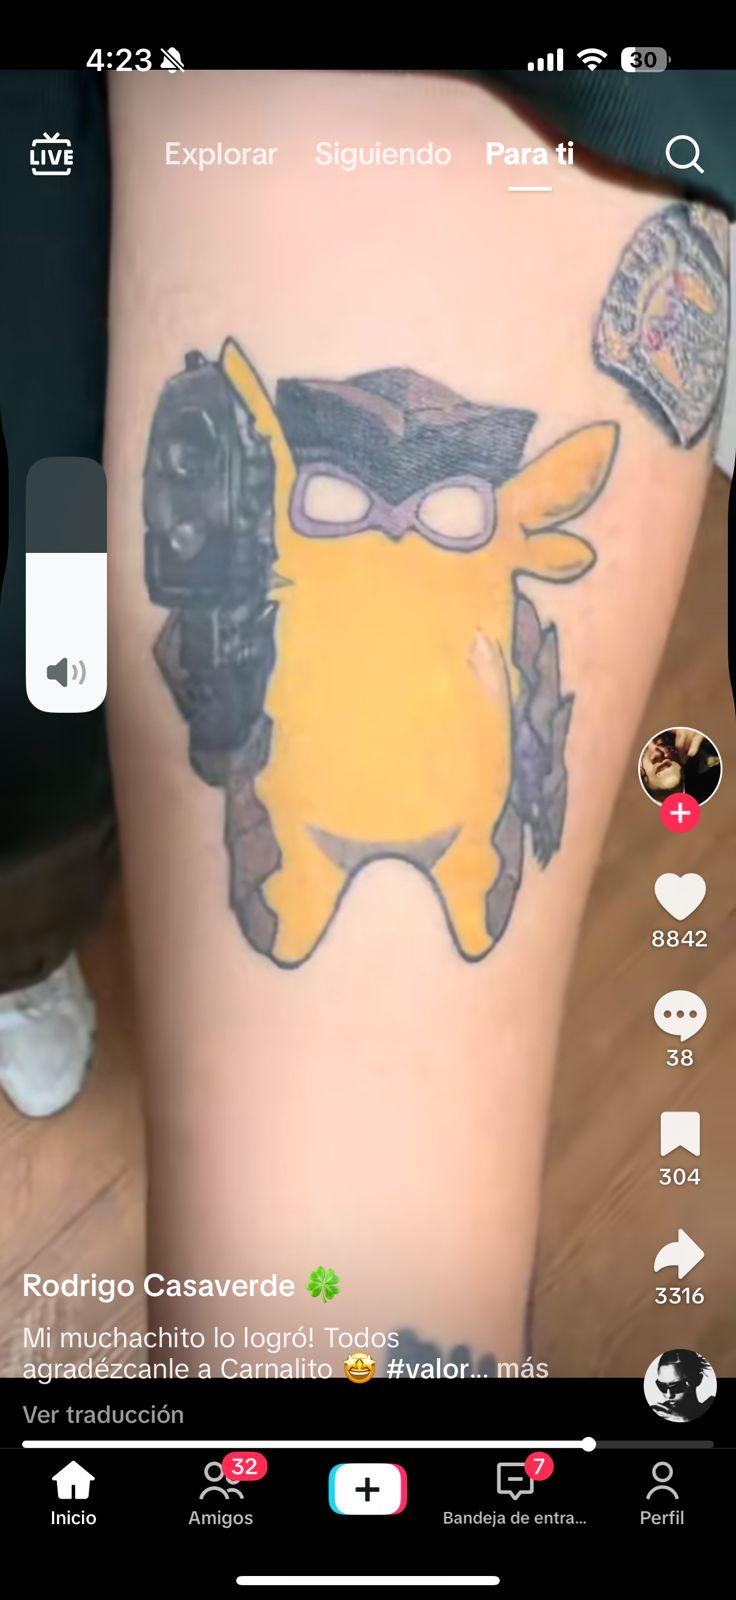 4:23
30
LIVE
Explorar
Siguiendo
Para ti
8842
38
304
3316
Rodrigo Casaverde 🍀
Mi muchachito lo logró! Todos
agradézcanle a Carnalito 🤩 #valor... más
Ver traducción
32
7
Inicio
Amigos
Bandeja de entra...
Perfil